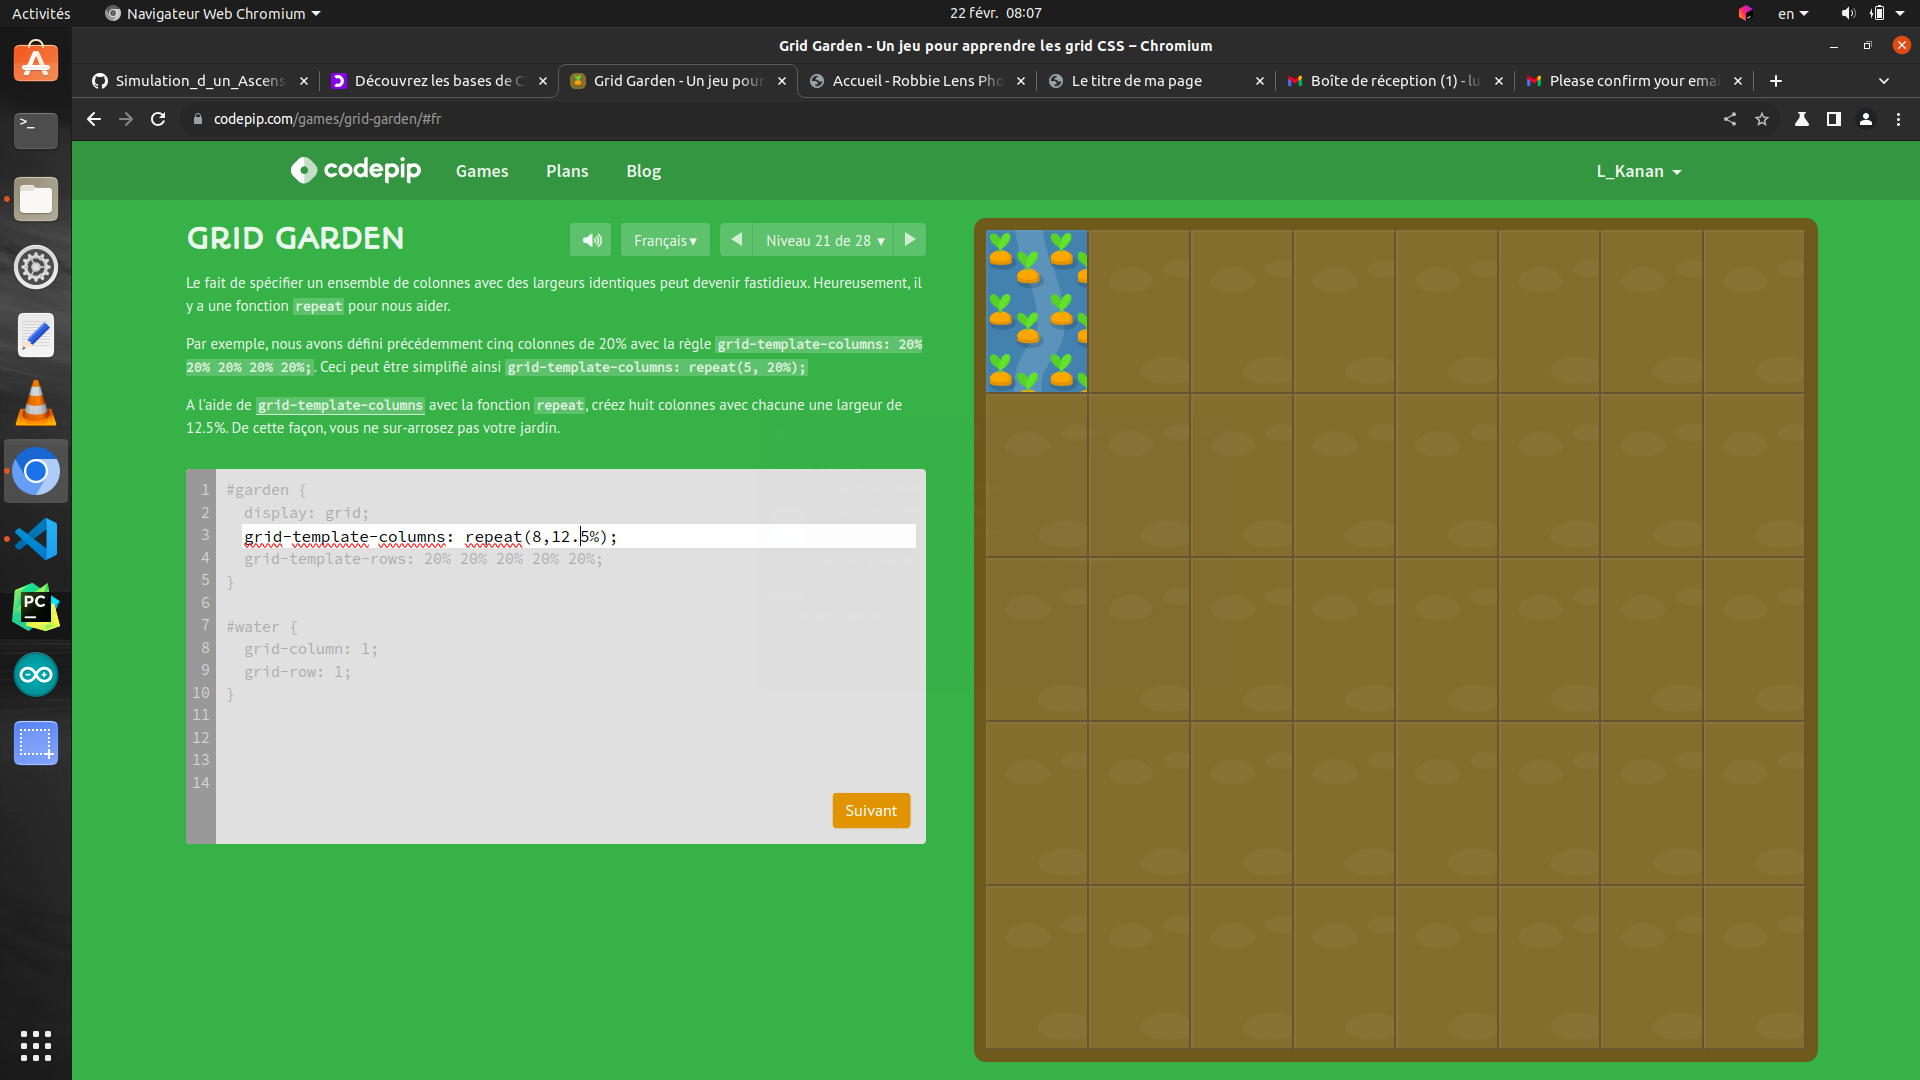 Activités
Navigateur Web Chromium
22 févr. 08:07
en
Grid Garden - Un jeu pour apprendre les grid CSS – Chromium
Simulation_d_un_Ascens
Découvrez les bases de C
Grid Garden - Un jeu pour
Accueil - Robbie Lens Pho
Le titre de ma page
Boîte de réception (1) - lu
Please confirm your emai
codepip.com/games/grid-garden/#fr
codepip
Games
Plans
Blog
L_Kanan
GRID GARDEN
Français
Niveau 21 de 28
Le fait de spécifier un ensemble de colonnes avec des largeurs identiques peut devenir fastidieux. Heureusement, il
y a une fonction repeat pour nous aider.
Par exemple, nous avons défini précédemment cinq colonnes de 20% avec la règle grid-template-columns: 20%
20% 20% 20% 20%;. Ceci peut être simplifié ainsi grid-template-columns: repeat(5, 20%);
A l'aide de grid-template-columns avec la fonction repeat, créez huit colonnes avec chacune une largeur de
12.5%. De cette façon, vous ne sur-arrosez pas votre jardin.
1 #garden {
2 display: grid;
3 grid-template-columns: repeat(8,12.5%);
4 grid-template-rows: 20% 20% 20% 20% 20%;
5 }
6
7 #water {
8 grid-column: 1;
9 grid-row: 1;
10 }
11
12
13
14
Suivant
PC